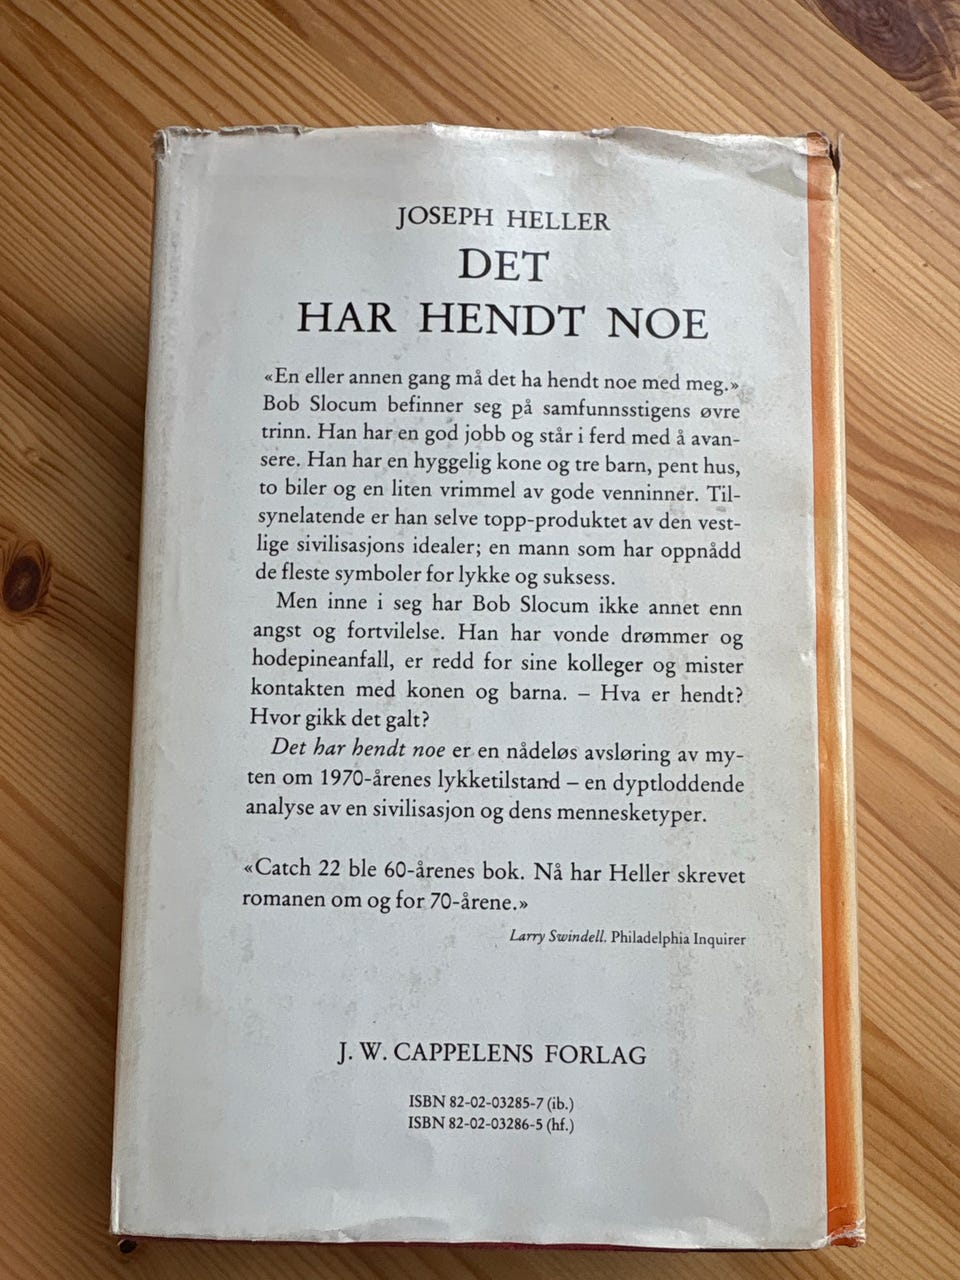 JOSEPH HELLER
DET
HAR HENDT NOE
«En eller annen gang må det ha hendt noe med meg.»
Bob Slocum befinner seg på samfunnsstigens øvre
trinn. Han har en god jobb og står i ferd med å avan-
sere. Han har en hyggelig kone og tre barn, pent hus,
to biler og en liten vrimmel av gode venninner. Til-
synelatende er han selve topp-produktet av den vest-
lige sivilisasjons idealer; en mann som har oppnådd
de fleste symboler for lykke og suksess.
Men inne i seg har Bob Slocum ikke annet enn
angst og fortvilelse. Han har vonde drømmer og
hodepineanfall, er redd for sine kolleger og mister
kontakten med konen og barna. – Hva er hendt?
Hvor gikk det galt?
Det har hendt noe er en nådeløs avsløring av my-
ten om 1970-årenes lykketilstand – en dyptloddende
analyse av en sivilisasjon og dens mennesketyper.
«Catch 22 ble 60-årenes bok. Nå har Heller skrevet
romanen om og for 70-årene.»
Larry Swindell. Philadelphia Inquirer
J. W. CAPPELENS FORLAG
ISBN 82-02-03285-7 (ib.)
ISBN 82-02-03286-5 (hf.)